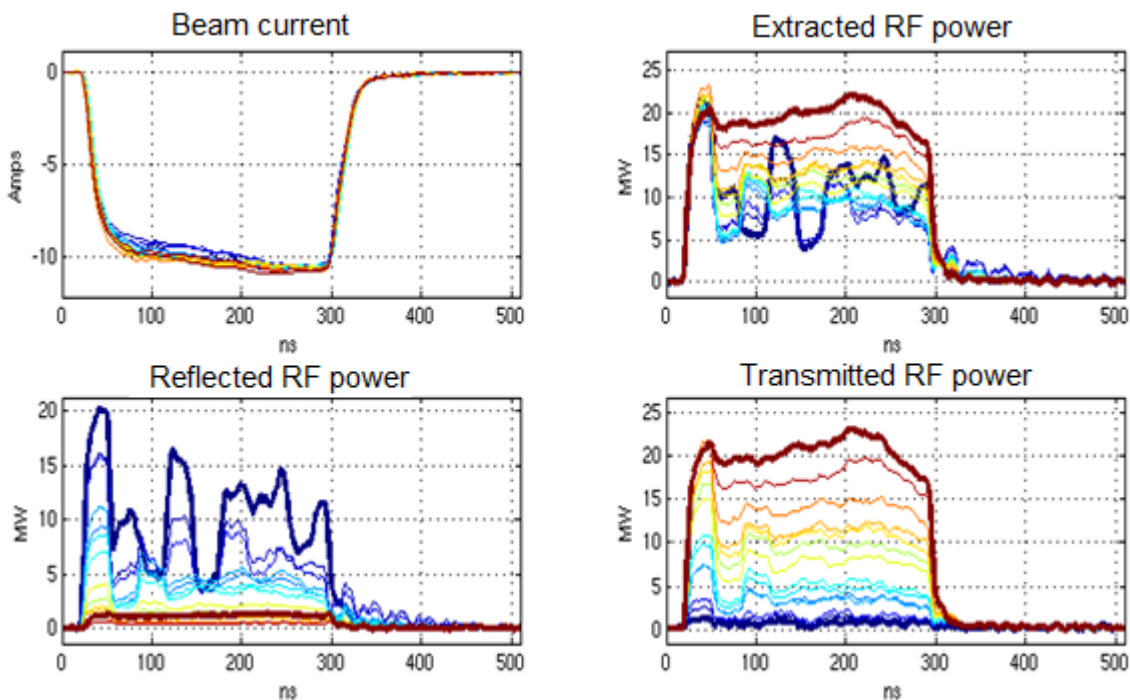 Beam current
Extracted RF power
0
-5
-10
Amps
0 100 200 300 400 500
ns
25
20
15
10
5
0
MW
0 100 200 300 400 500
ns
Reflected RF power
Transmitted RF power
20
15
10
5
0
MW
0 100 200 300 400 500
ns
25
20
15
10
5
0
MW
0 100 200 300 400 500
ns